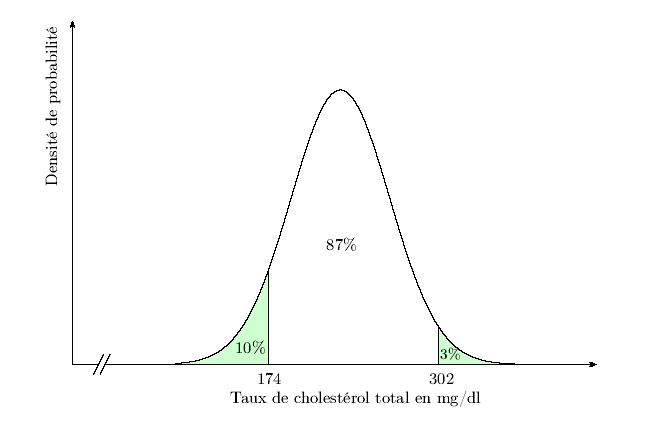 Densité de probabilité
87%
10%
3%
174
302
Taux de cholestérol total en mg/dl